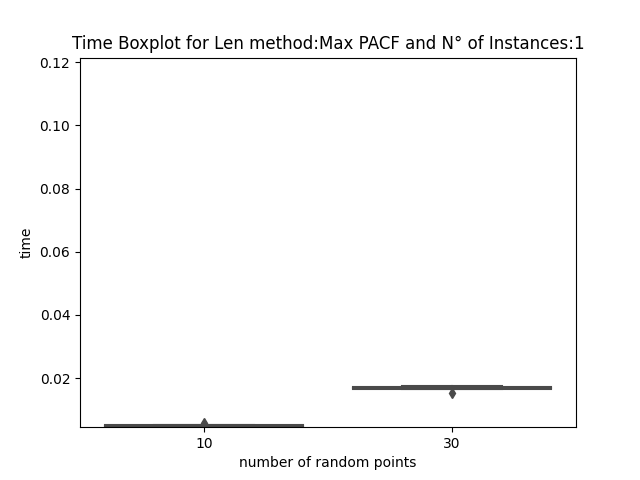 Time Boxplot for Len method:Max PACF and N° of Instances:1
0.12
0.10
0.08
0.06
0.04
0.02
time
10 30
number of random points